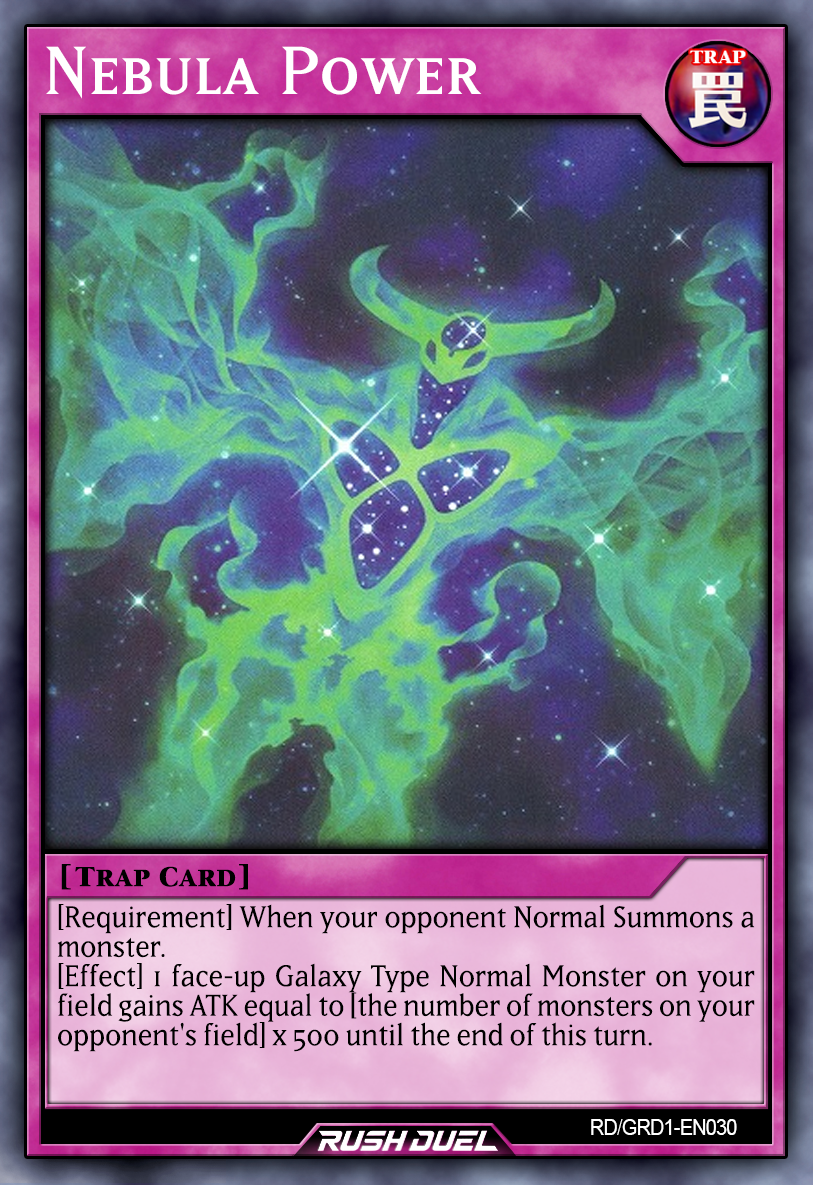 Nebula Power
TRAP
罠
[Trap Card]
[Requirement] When your opponent Normal Summons a
monster.
[Effect] 1 face-up Galaxy Type Normal Monster on your
field gains ATK equal to [the number of monsters on your
opponent's field] x 500 until the end of this turn.
RD/GRD1-EN030
RUSH DUEL